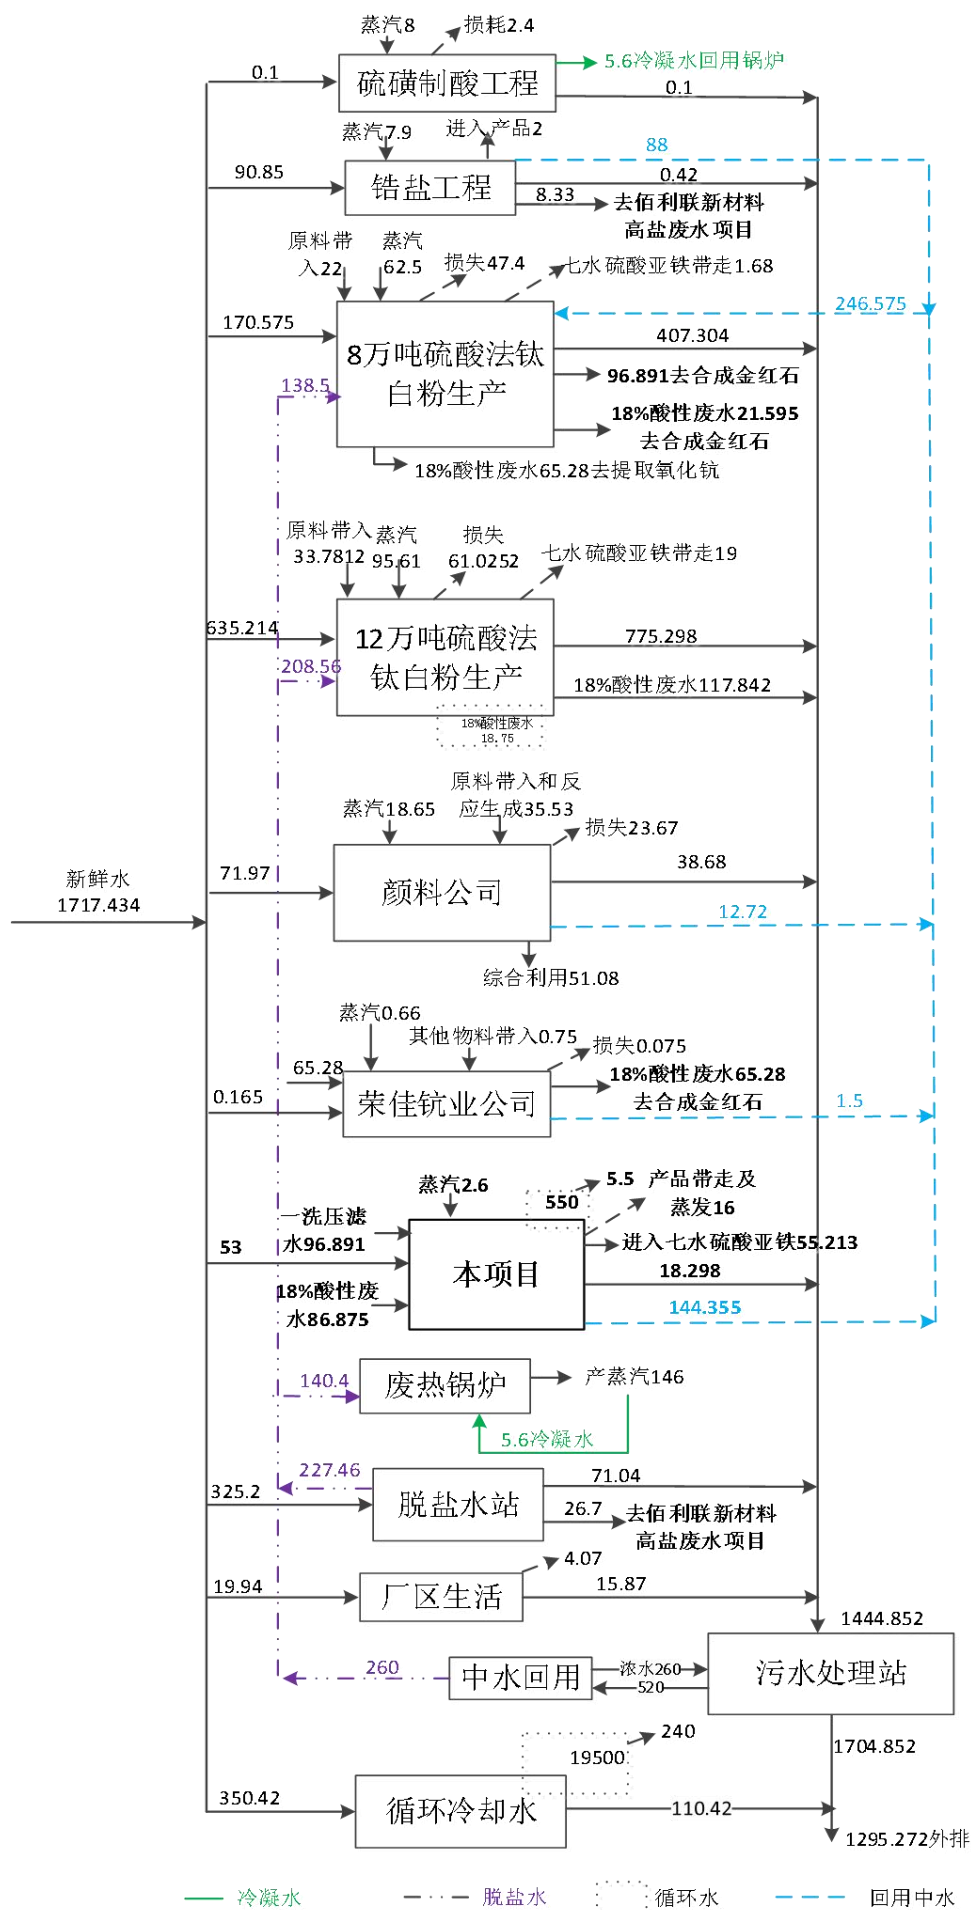 蒸汽8
损耗2.4
0.1
硫磺制酸工程
5.6冷凝水回用锅炉
0.1
蒸汽7.9
进入产品2
88
90.85
锆盐工程
0.42
8.33
去佰利联新材料
高盐废水项目
原料带
入22
蒸汽
62.5
损失47.4
七水硫酸亚铁带走1.68
246.575
170.575
8万吨硫酸法钛
白粉生产
407.304
138.5
96.891去合成金红石
18%酸性废水21.595
去合成金红石
18%酸性废水65.28去提取氧化钪
原料带入
33.7812
蒸汽
95.61
损失
61.0252
七水硫酸亚铁带走19
635.214
12万吨硫酸法
钛白粉生产
775.298
208.56
18%酸性废水117.842
18%酸性废水
18.75
蒸汽18.65
原料带入和反
应生成35.53
损失23.67
71.97
颜料公司
38.68
12.72
新鲜水
1717.434
综合利用51.08
蒸汽0.66
其他物料带入0.75
损失0.075
65.28
荣佳钪业公司
18%酸性废水65.28
去合成金红石
0.165
1.5
蒸汽2.6
550
5.5
产品带走及
蒸发16
一洗压滤
水96.891
53
本项目
进入七水硫酸亚铁55.213
18.298
18%酸性废
水86.875
144.355
140.4
废热锅炉
产蒸汽146
5.6冷凝水
227.46
325.2
脱盐水站
71.04
26.7
去佰利联新材料
高盐废水项目
4.07
19.94
厂区生活
15.87
1444.852
260
中水回用
浓水260
520
污水处理站
240
19500
1704.852
350.42
循环冷却水
110.42
1295.272外排
冷凝水
脱盐水
循环水
回用中水